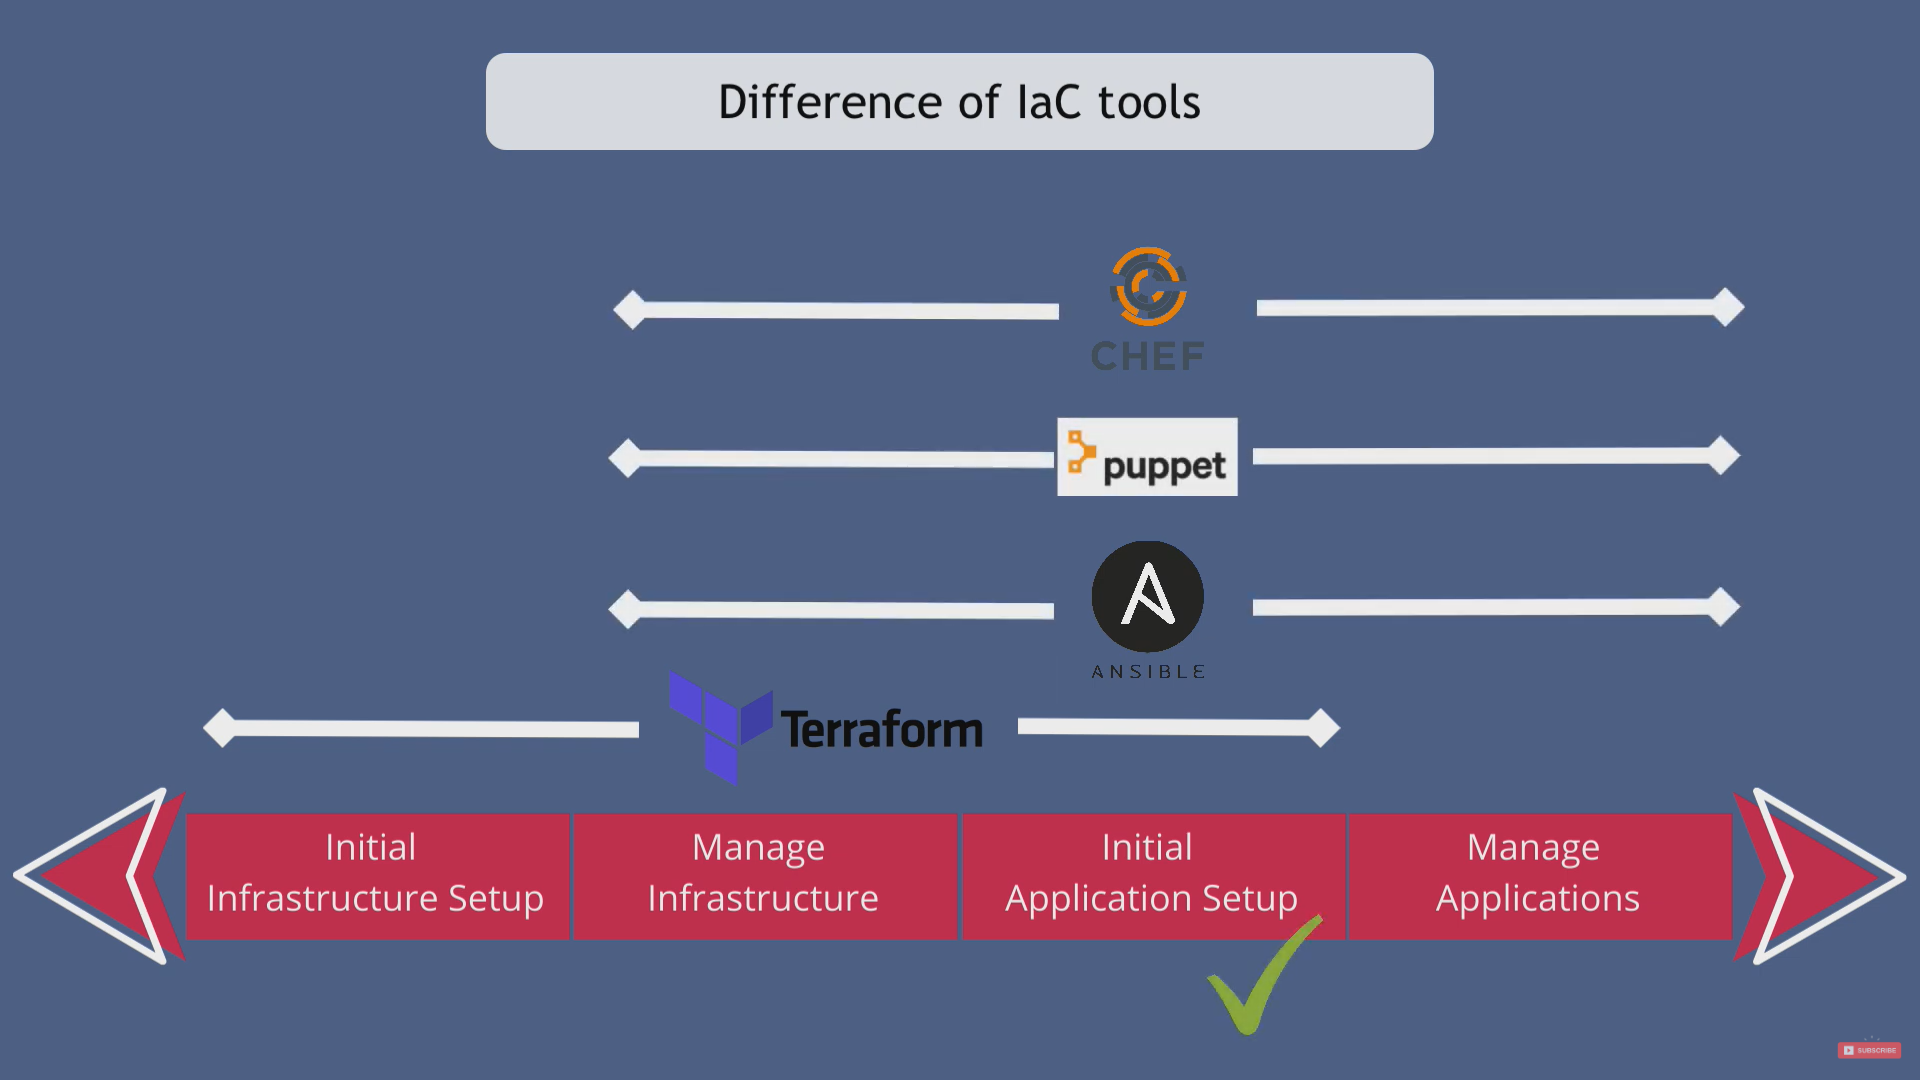 Difference of IaC tools
CHEF
puppet
ANSIBLE
Terraform
Initial
Infrastructure Setup
Manage
Infrastructure
Initial
Application Setup
Manage
Applications
SUBSCRIBE